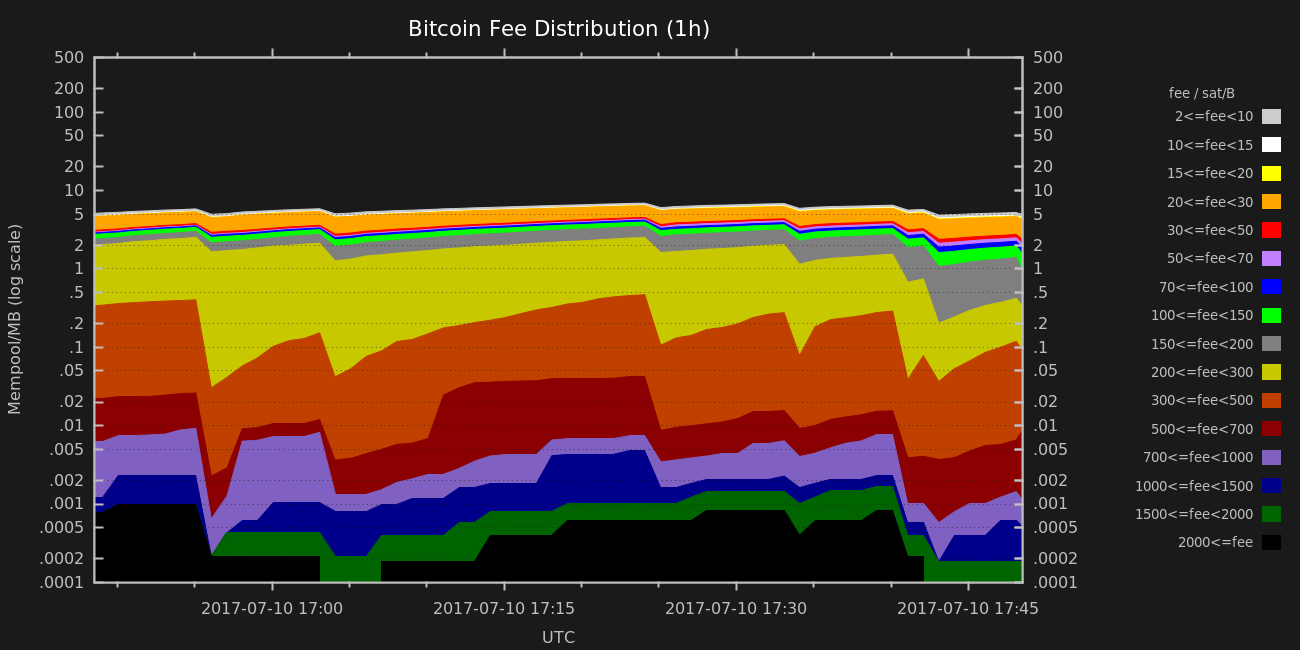 Bitcoin Fee Distribution (1h)
500 500
200 200
100 100
50 50
20 20
10 10
5 5
2 2
1 1
.5 .5
.2 .2
.1 .1
.05 .05
.02 .02
.01 .01
.005 .005
.002 .002
.001 .001
.0005 .0005
.0002 .0002
.0001 .0001
Mempool/MB (log scale)
2017-07-10 17:00 2017-07-10 17:15 2017-07-10 17:30 2017-07-10 17:45
UTC
fee / sat/B
2<=fee<10
10<=fee<15
15<=fee<20
20<=fee<30
30<=fee<50
50<=fee<70
70<=fee<100
100<=fee<150
150<=fee<200
200<=fee<300
300<=fee<500
500<=fee<700
700<=fee<1000
1000<=fee<1500
1500<=fee<2000
2000<=fee